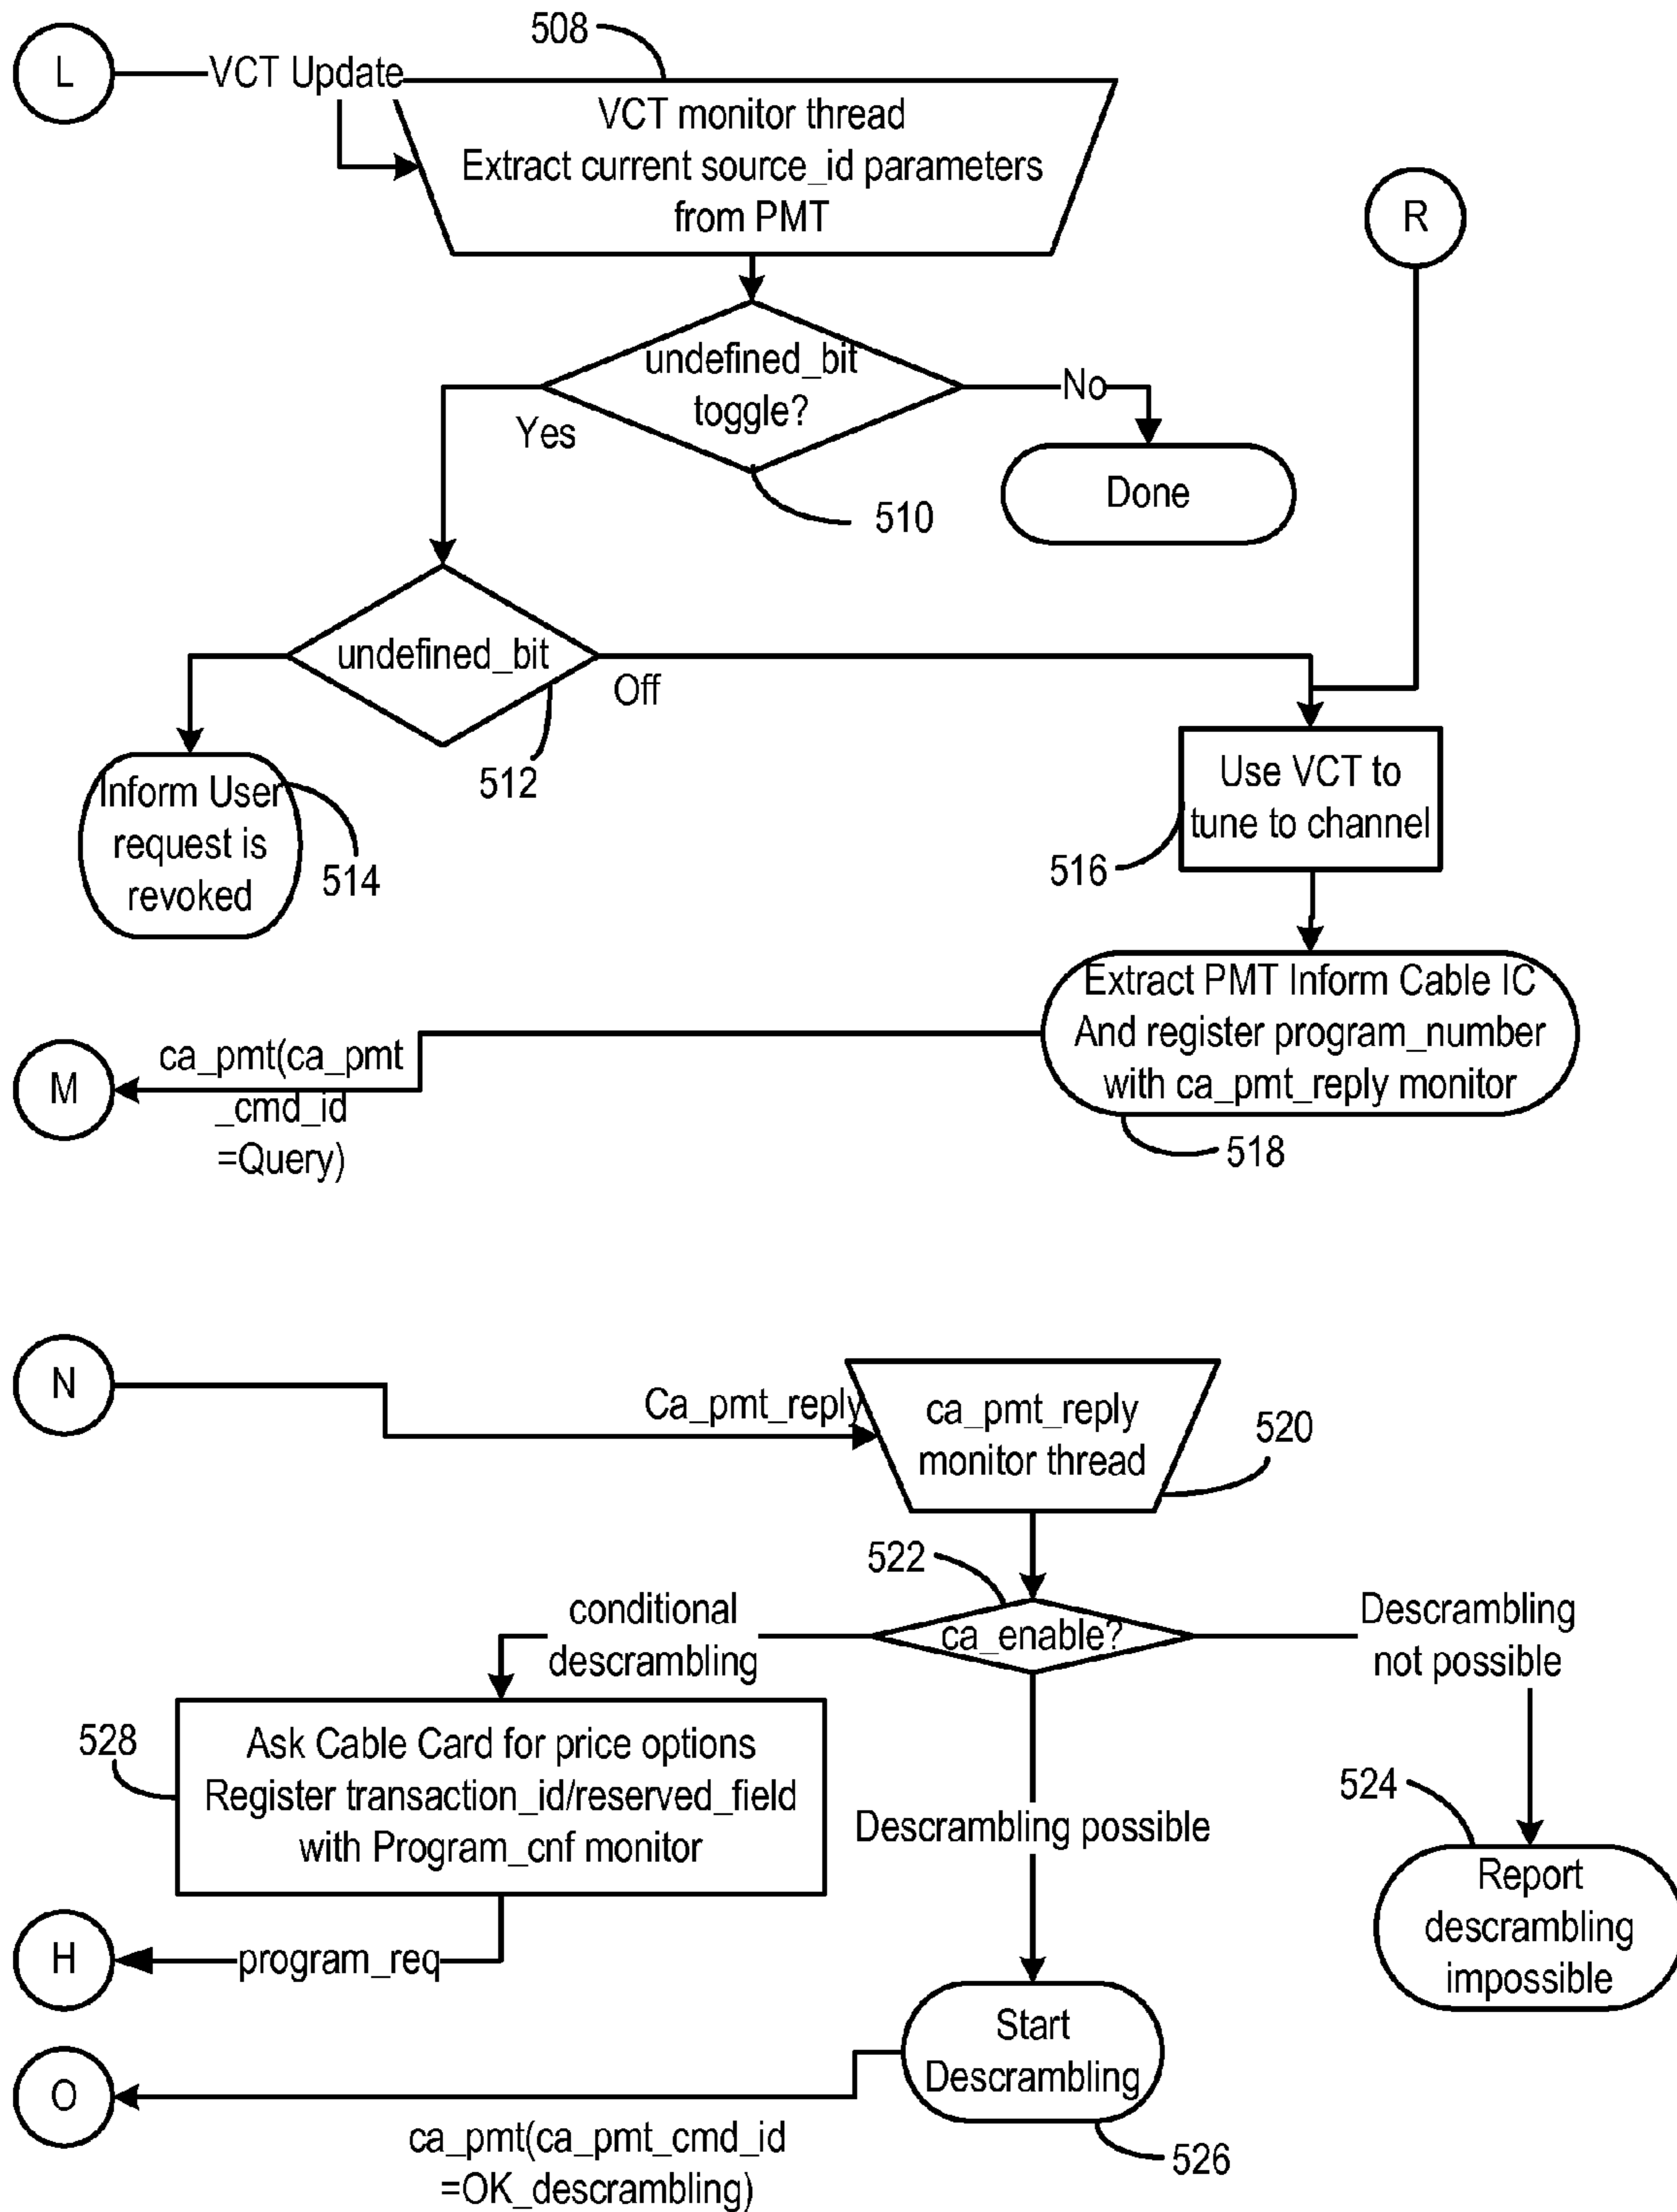 508
L
VCT Update
VCT monitor thread
Extract current source_id parameters
from PMT
R
undefined_bit
toggle?
No
Yes
Done
510
undefined_bit
Off
512
Inform User
request is
revoked
514
Use VCT to
tune to channel
516
Extract PMT Inform Cable IC
And register program_number
with ca_pmt_reply monitor
518
M
ca_pmt(ca_pmt
_cmd_id
=Query)
N
Ca_pmt_reply
ca_pmt_reply
monitor thread
520
522
ca_enable?
conditional
descrambling
Descrambling
not possible
528
Ask Cable Card for price options
Register transaction_id/reserved_field
with Program_cnf monitor
Descrambling possible
524
Report
descrambling
impossible
H
program_req
Start
Descrambling
O
526
ca_pmt(ca_pmt_cmd_id
=OK_descrambling)